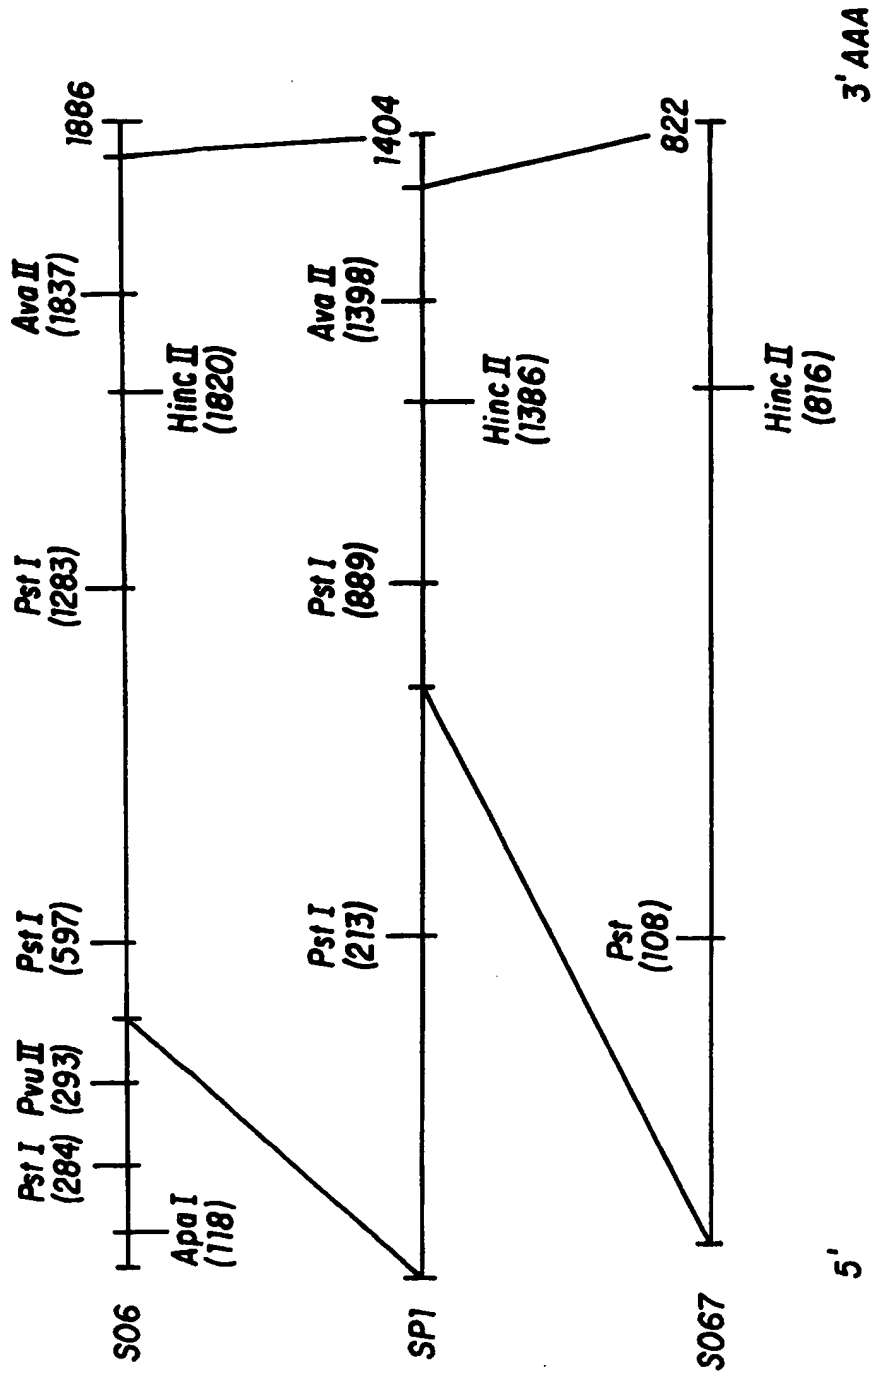 SO6
Apa I
(118)
Pst I
(284)
Pvu II
(293)
Pst I
(597)
Pst I
(1283)
Hinc II
(1820)
Ava II
(1837)
1886
SP1
Pst I
(213)
Pst I
(889)
Hinc II
(1386)
Ava II
(1398)
1404
SO67
Pst
(108)
Hinc II
(816)
822
5'
3' AAA